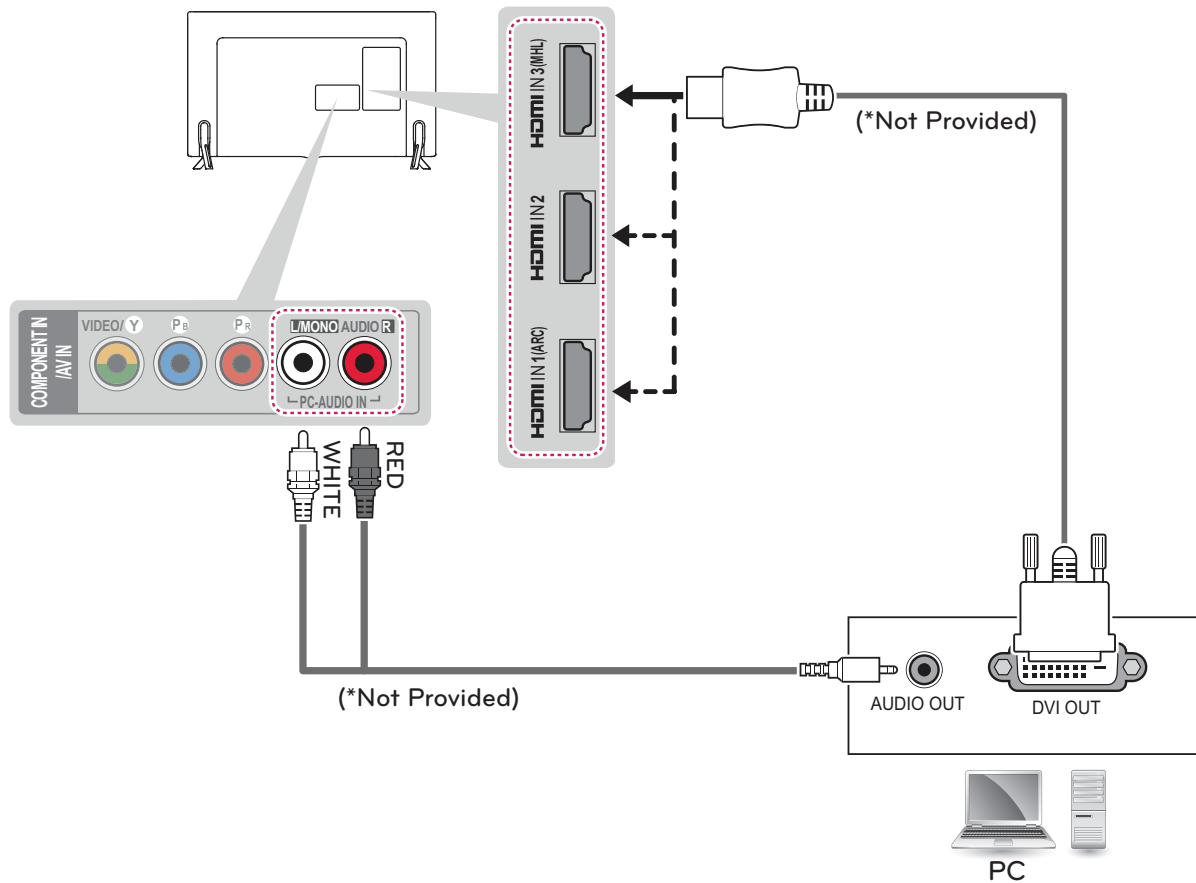 HDMI IN 3(MHL)
(*Not Provided)
HDMI IN 2
HDMI IN 1(ARC)
COMPONENT IN
/AV IN
VIDEO/ Y
PB
PR
L/MONO AUDIO R
PC-AUDIO IN
WHITE
RED
(*Not Provided)
AUDIO OUT
DVI OUT
PC